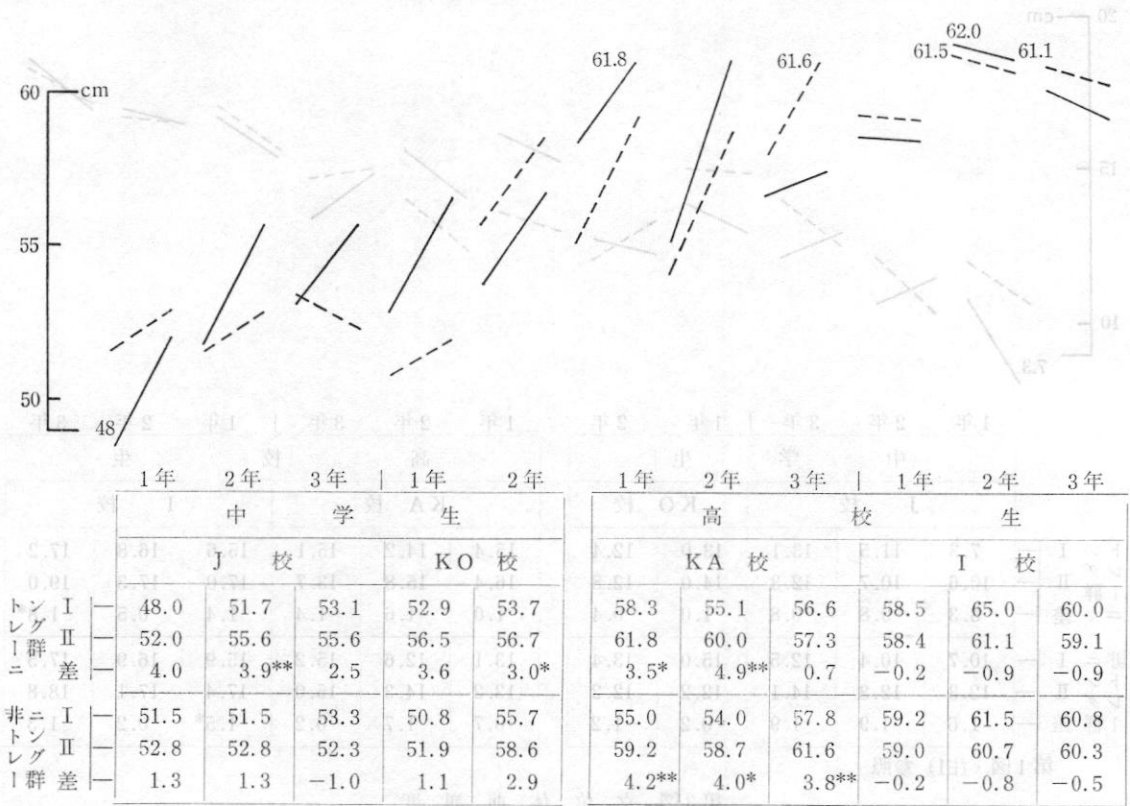 62.0
61.8 61.6 61.5 61.1
60 cm
55
50
48
1年 2年 3年 1年 2年 1年 2年 3年 1年 2年 3年
中学生 高校生
J校 KO校 KA校 I校
トレーニング群 I 48.0 51.7 53.1 52.9 53.7 58.3 55.1 56.6 58.5 65.0 60.0
II 52.0 55.6 55.6 56.5 56.7 61.8 60.0 57.3 58.4 61.1 59.1
差 4.0 3.9** 2.5 3.6 3.0* 3.5* 4.9** 0.7 −0.2 −0.9 −0.9
非トレーニング群 I 51.5 51.5 53.3 50.8 55.7 55.0 54.0 57.8 59.2 61.5 60.8
II 52.8 52.8 52.3 51.9 58.6 59.2 58.7 61.6 59.0 60.7 60.3
差 1.3 1.3 −1.0 1.1 2.9 4.2** 4.0* 3.8** −0.2 −0.8 −0.5